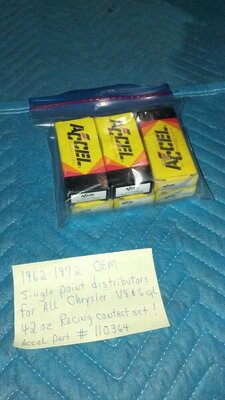 ACCEL
ACCEL
ACCEL
1962-1972 OEM
Single point distributors
for ALL Chrysler V8 & 6 cyl
42 oz RACING contact set!
Accel Part # 110364